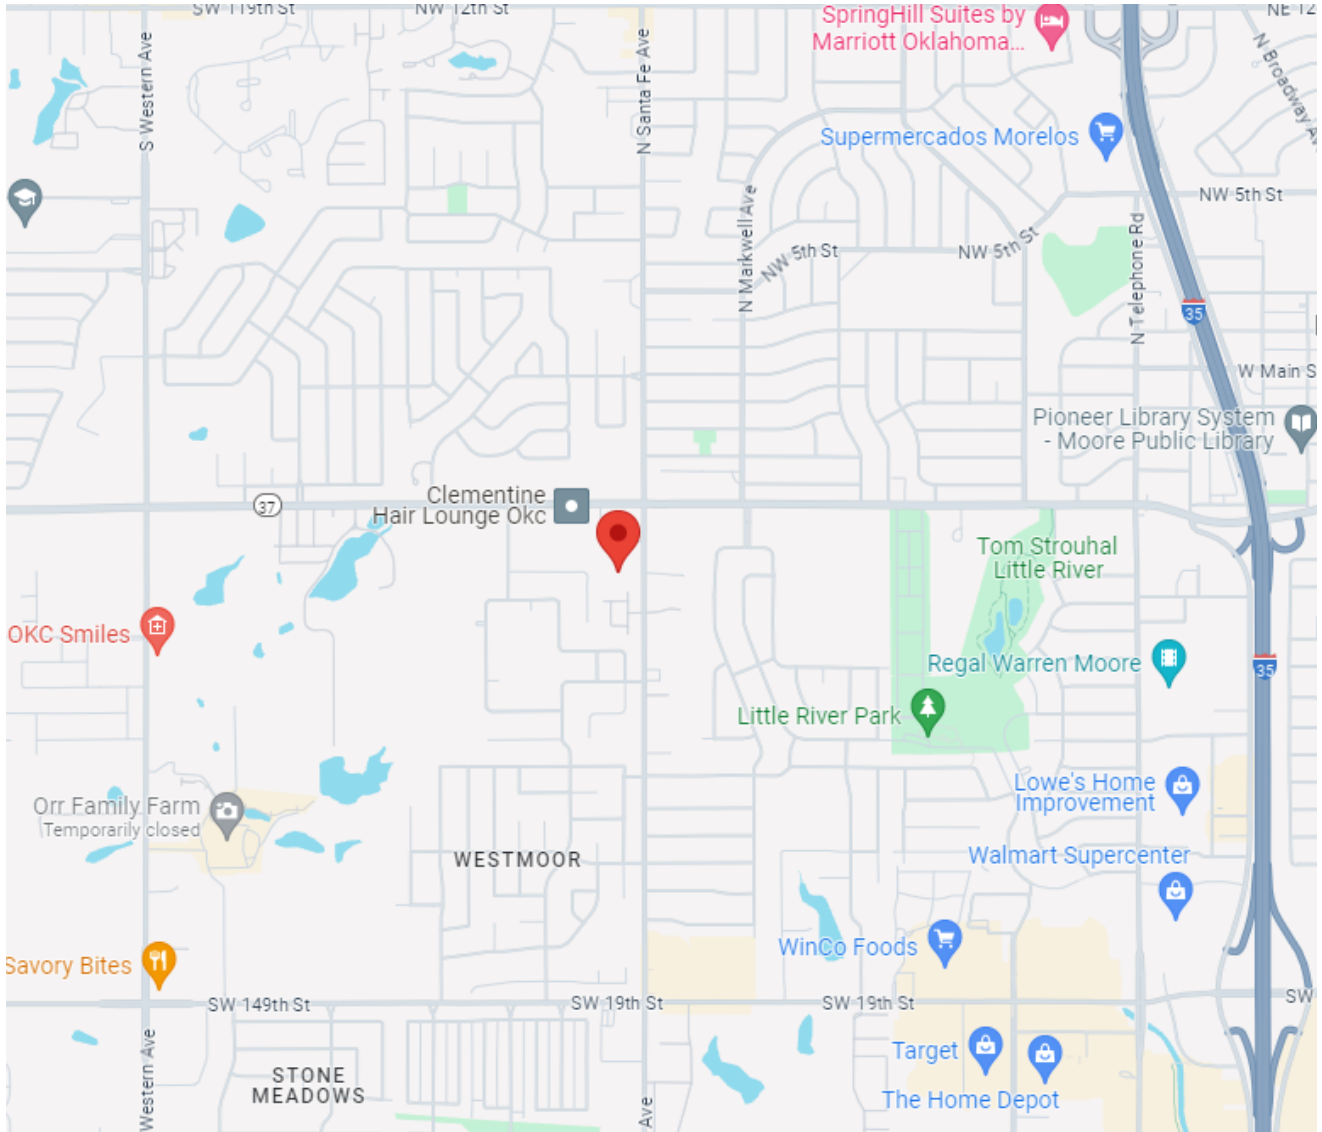 SW 119th St
NW 12th St
SpringHill Suites by
Marriott Oklahoma...
NE 12
S Western Ave
N Santa Fe Ave
N Broadway Av
Supermercados Morelos
NW 5th St
N Markwell Ave
NW 5th St
NW 5th St
N Telephone Rd
35
W Main S
Pioneer Library System
- Moore Public Library
37
Clementine
Hair Lounge Okc
Tom Strouhal
Little River
OKC Smiles
Regal Warren Moore
35
Little River Park
Orr Family Farm
Temporarily closed
Lowe's Home
Improvement
WESTMOOR
Walmart Supercenter
WinCo Foods
Savory Bites
SW 149th St
SW 19th St
SW 19th St
SW
Western Ave
Target
STONE
MEADOWS
The Home Depot
Ave